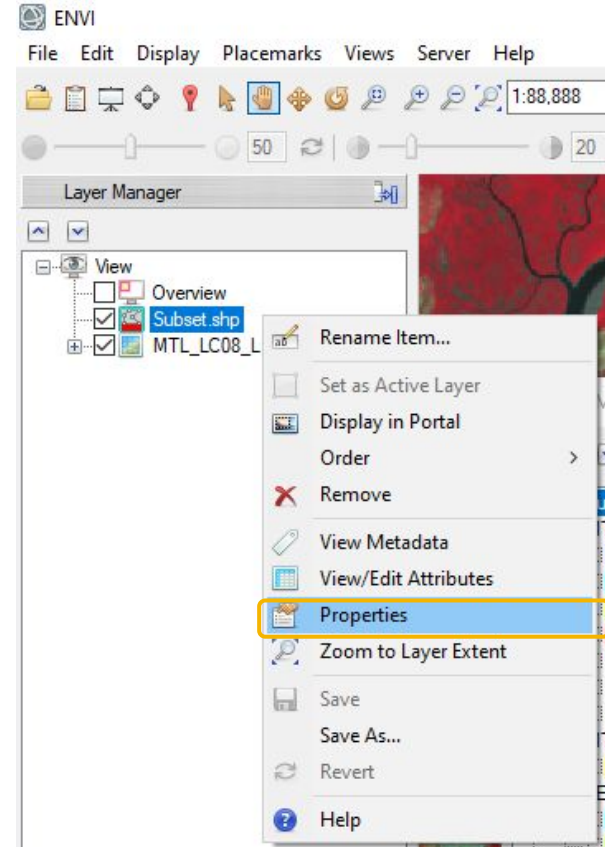 ENVI
File Edit Display Placemarks Views Server Help
1:88,888
50 20
Layer Manager
View
Overview
Subset.shp
MTL_LC08_L
Rename Item...
Set as Active Layer
Display in Portal
Order
Remove
View Metadata
View/Edit Attributes
Properties
Zoom to Layer Extent
Save
Save As...
Revert
Help